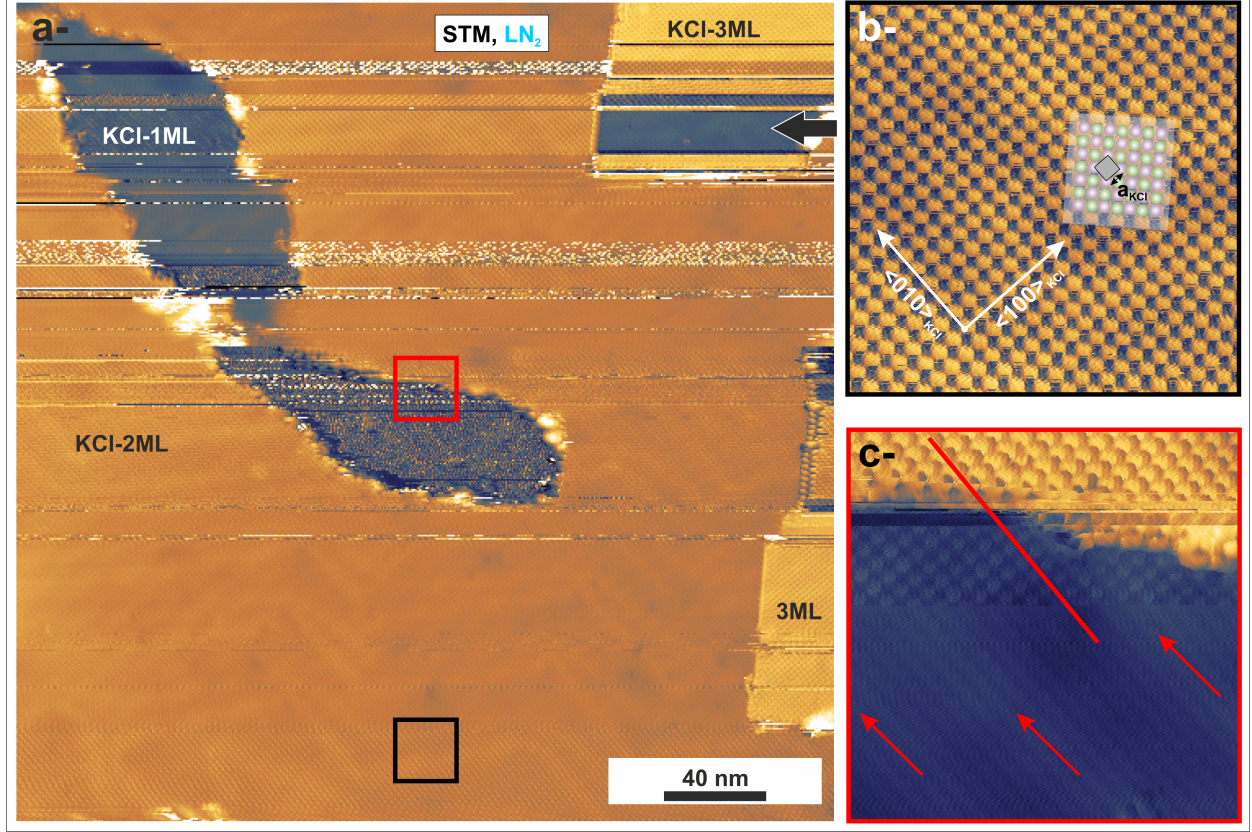 a-
STM, LN₂
KCl-3ML
KCl-1ML
KCl-2ML
3ML
40 nm
b-
aKCl
<010>KCl
<100>KCl
c-